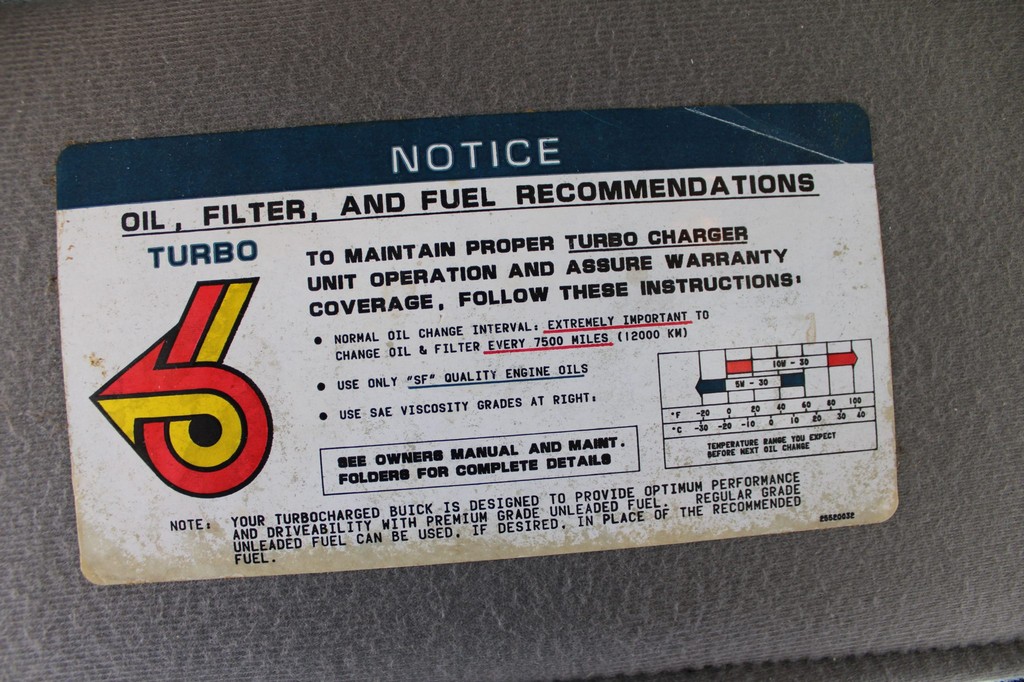 NOTICE
OIL, FILTER, AND FUEL RECOMMENDATIONS
TURBO
TO MAINTAIN PROPER TURBO CHARGER
UNIT OPERATION AND ASSURE WARRANTY
COVERAGE, FOLLOW THESE INSTRUCTIONS:
• NORMAL OIL CHANGE INTERVAL: EXTREMELY IMPORTANT TO
CHANGE OIL & FILTER EVERY 7500 MILES (12000 KM)
• USE ONLY "SF" QUALITY ENGINE OILS
• USE SAE VISCOSITY GRADES AT RIGHT:
10W-30
5W-30
°F -20 0 20 40 60 80 100
°C -30 -20 -10 0 10 20 30 40
TEMPERATURE RANGE YOU EXPECT
BEFORE NEXT OIL CHANGE
SEE OWNERS MANUAL AND MAINT.
FOLDERS FOR COMPLETE DETAILS
NOTE: YOUR TURBOCHARGED BUICK IS DESIGNED TO PROVIDE OPTIMUM PERFORMANCE
AND DRIVEABILITY WITH PREMIUM GRADE UNLEADED FUEL. REGULAR GRADE
UNLEADED FUEL CAN BE USED, IF DESIRED, IN PLACE OF THE RECOMMENDED
FUEL.
25520032